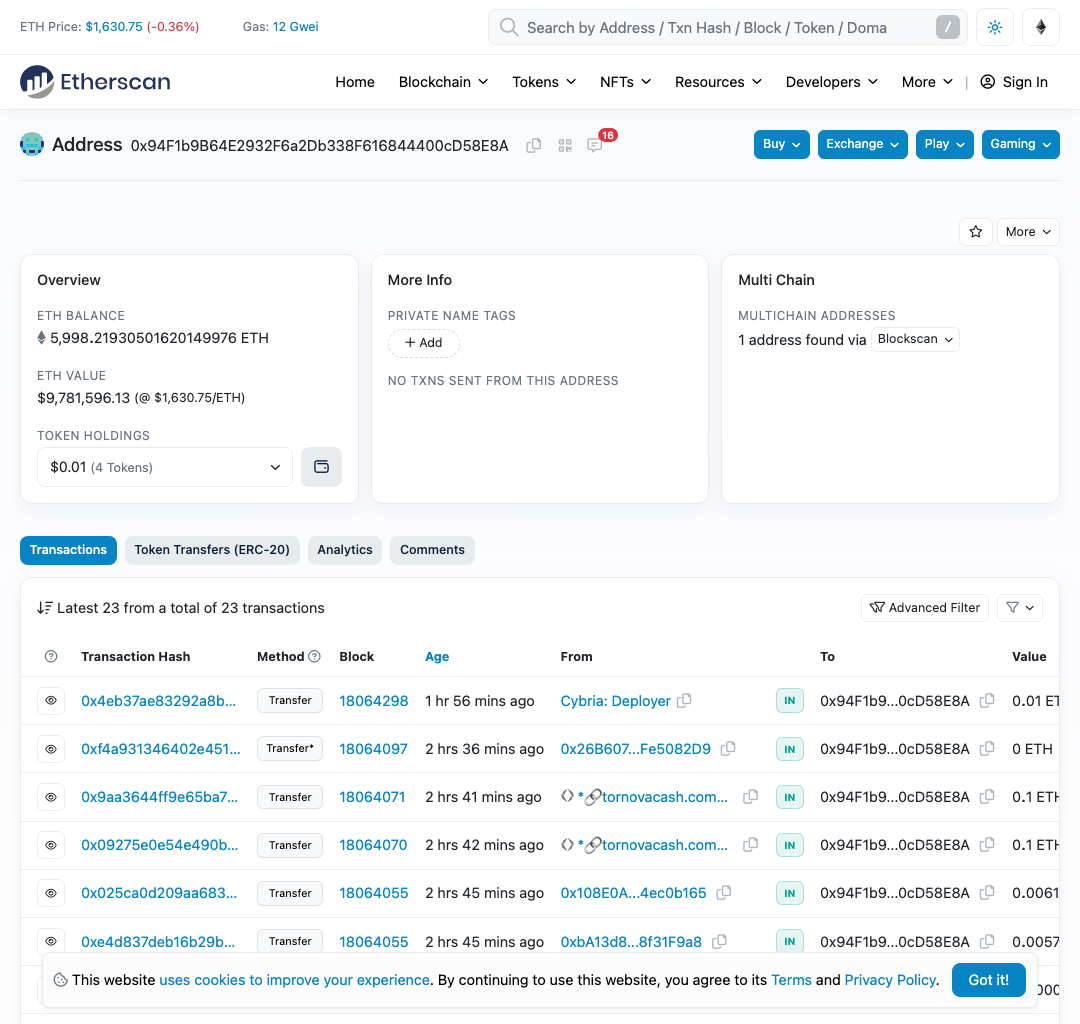 ETH Price: $1,630.75 (-0.36%) Gas: 12 Gwei Search by Address / Txn Hash / Block / Token / Doma /
Etherscan Home Blockchain Tokens NFTs Resources Developers More | Sign In
Address 0x94F1b9B64E2932F6a2Db338F616844400cD58E8A 16 Buy Exchange Play Gaming
More
Overview
ETH BALANCE
5,998.21930501620149976 ETH
ETH VALUE
$9,781,596.13 (@ $1,630.75/ETH)
TOKEN HOLDINGS
$0.01 (4 Tokens)
More Info
PRIVATE NAME TAGS
+ Add
NO TXNS SENT FROM THIS ADDRESS
Multi Chain
MULTICHAIN ADDRESSES
1 address found via Blockscan
Transactions Token Transfers (ERC-20) Analytics Comments
Latest 23 from a total of 23 transactions Advanced Filter
Transaction Hash Method Block Age From To Value
0x4eb37ae83292a8b... Transfer 18064298 1 hr 56 mins ago Cybria: Deployer IN 0x94F1b9...0cD58E8A 0.01 ET
0xf4a931346402e451... Transfer* 18064097 2 hrs 36 mins ago 0x26B607...Fe5082D9 IN 0x94F1b9...0cD58E8A 0 ETH
0x9aa3644ff9e65ba7... Transfer 18064071 2 hrs 41 mins ago *🔗tornovacash.com... IN 0x94F1b9...0cD58E8A 0.1 ETH
0x09275e0e54e490b... Transfer 18064070 2 hrs 42 mins ago *🔗tornovacash.com... IN 0x94F1b9...0cD58E8A 0.1 ETH
0x025ca0d209aa683... Transfer 18064055 2 hrs 45 mins ago 0x108E0A...4ec0b165 IN 0x94F1b9...0cD58E8A 0.0061
0xe4d837deb16b29b... Transfer 18064055 2 hrs 45 mins ago 0xbA13d8...8f31F9a8 IN 0x94F1b9...0cD58E8A 0.0057
This website uses cookies to improve your experience. By continuing to use this website, you agree to its Terms and Privacy Policy. Got it!